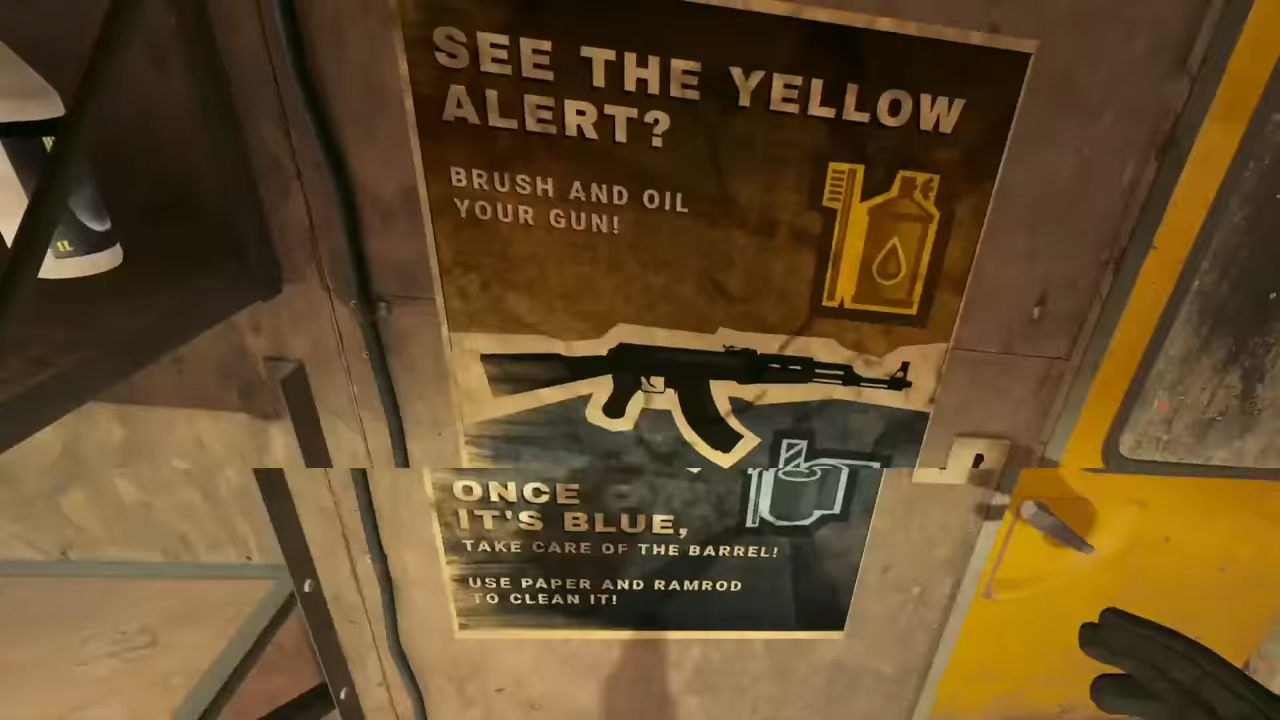 SEE THE YELLOW
ALERT?
BRUSH AND OIL
YOUR GUN!
ONCE
IT'S BLUE,
TAKE CARE OF THE BARREL!
USE PAPER AND RAMROD
TO CLEAN IT!
1L